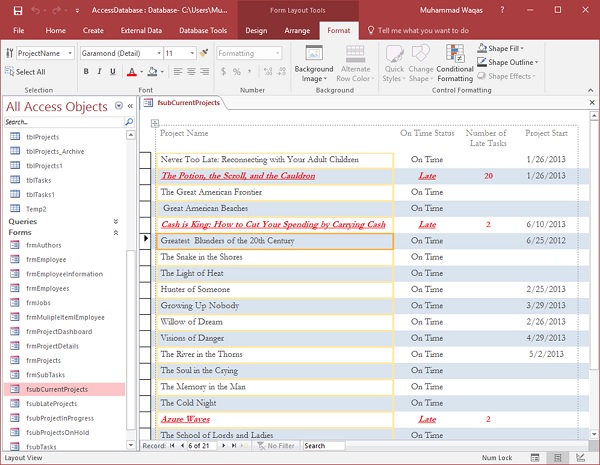 AccessDatabase : Database- C:\Users\Mu...
Form Layout Tools
Muhammad Waqas
File
Home
Create
External Data
Database Tools
Design
Arrange
Format
Tell me what you want to do
ProjectName
Select All
Selection
Garamond (Detail)
11
B I U
Font
$ % ,
Number
Background
Image
Alternate
Row Color
Background
Quick
Styles
Change
Shape
Conditional
Formatting
Shape Fill
Shape Outline
Shape Effects
Control Formatting
All Access Objects
Search...
tblProjects
tblProjects_Archive
tblProjects1
tblTasks
tblTasks1
Temp2
Queries
Forms
frmAuthors
frmEmployee
frmEmployeeInformation
frmEmployees
frmJobs
frmMulipleItemIEmployee
frmProjectDashboard
frmProjectDetails
frmProjects
frmSubTasks
fsubCurrentProjects
fsubLateProjects
fsubProjectInProgress
fsubProjectsOnHold
fsubTasks
fsubCurrentProjects
Project Name On Time Status Number of Late Tasks Project Start
Never Too Late: Reconnecting with Your Adult Children On Time 1/26/2013
The Potion, the Scroll, and the Cauldron Late 20 1/26/2013
The Great American Frontier On Time
Great American Beaches On Time
Cash is King: How to Cut Your Spending by Carrying Cash Late 2 6/10/2013
Greatest Blunders of the 20th Century On Time 6/25/2012
The Snake in the Shores On Time
The Light of Heat On Time
Hunter of Someone On Time 2/25/2013
Growing Up Nobody On Time 3/29/2013
Willow of Dream On Time 2/26/2013
Visions of Danger On Time 4/29/2013
The River in the Thorns On Time 5/2/2013
The Soul in the Crying On Time
The Memory in the Man On Time
The Cold Night On Time
Azure Waves Late 2
The School of Lords and Ladies On Time
Record: 6 of 21 No Filter Search
Layout View
Num Lock